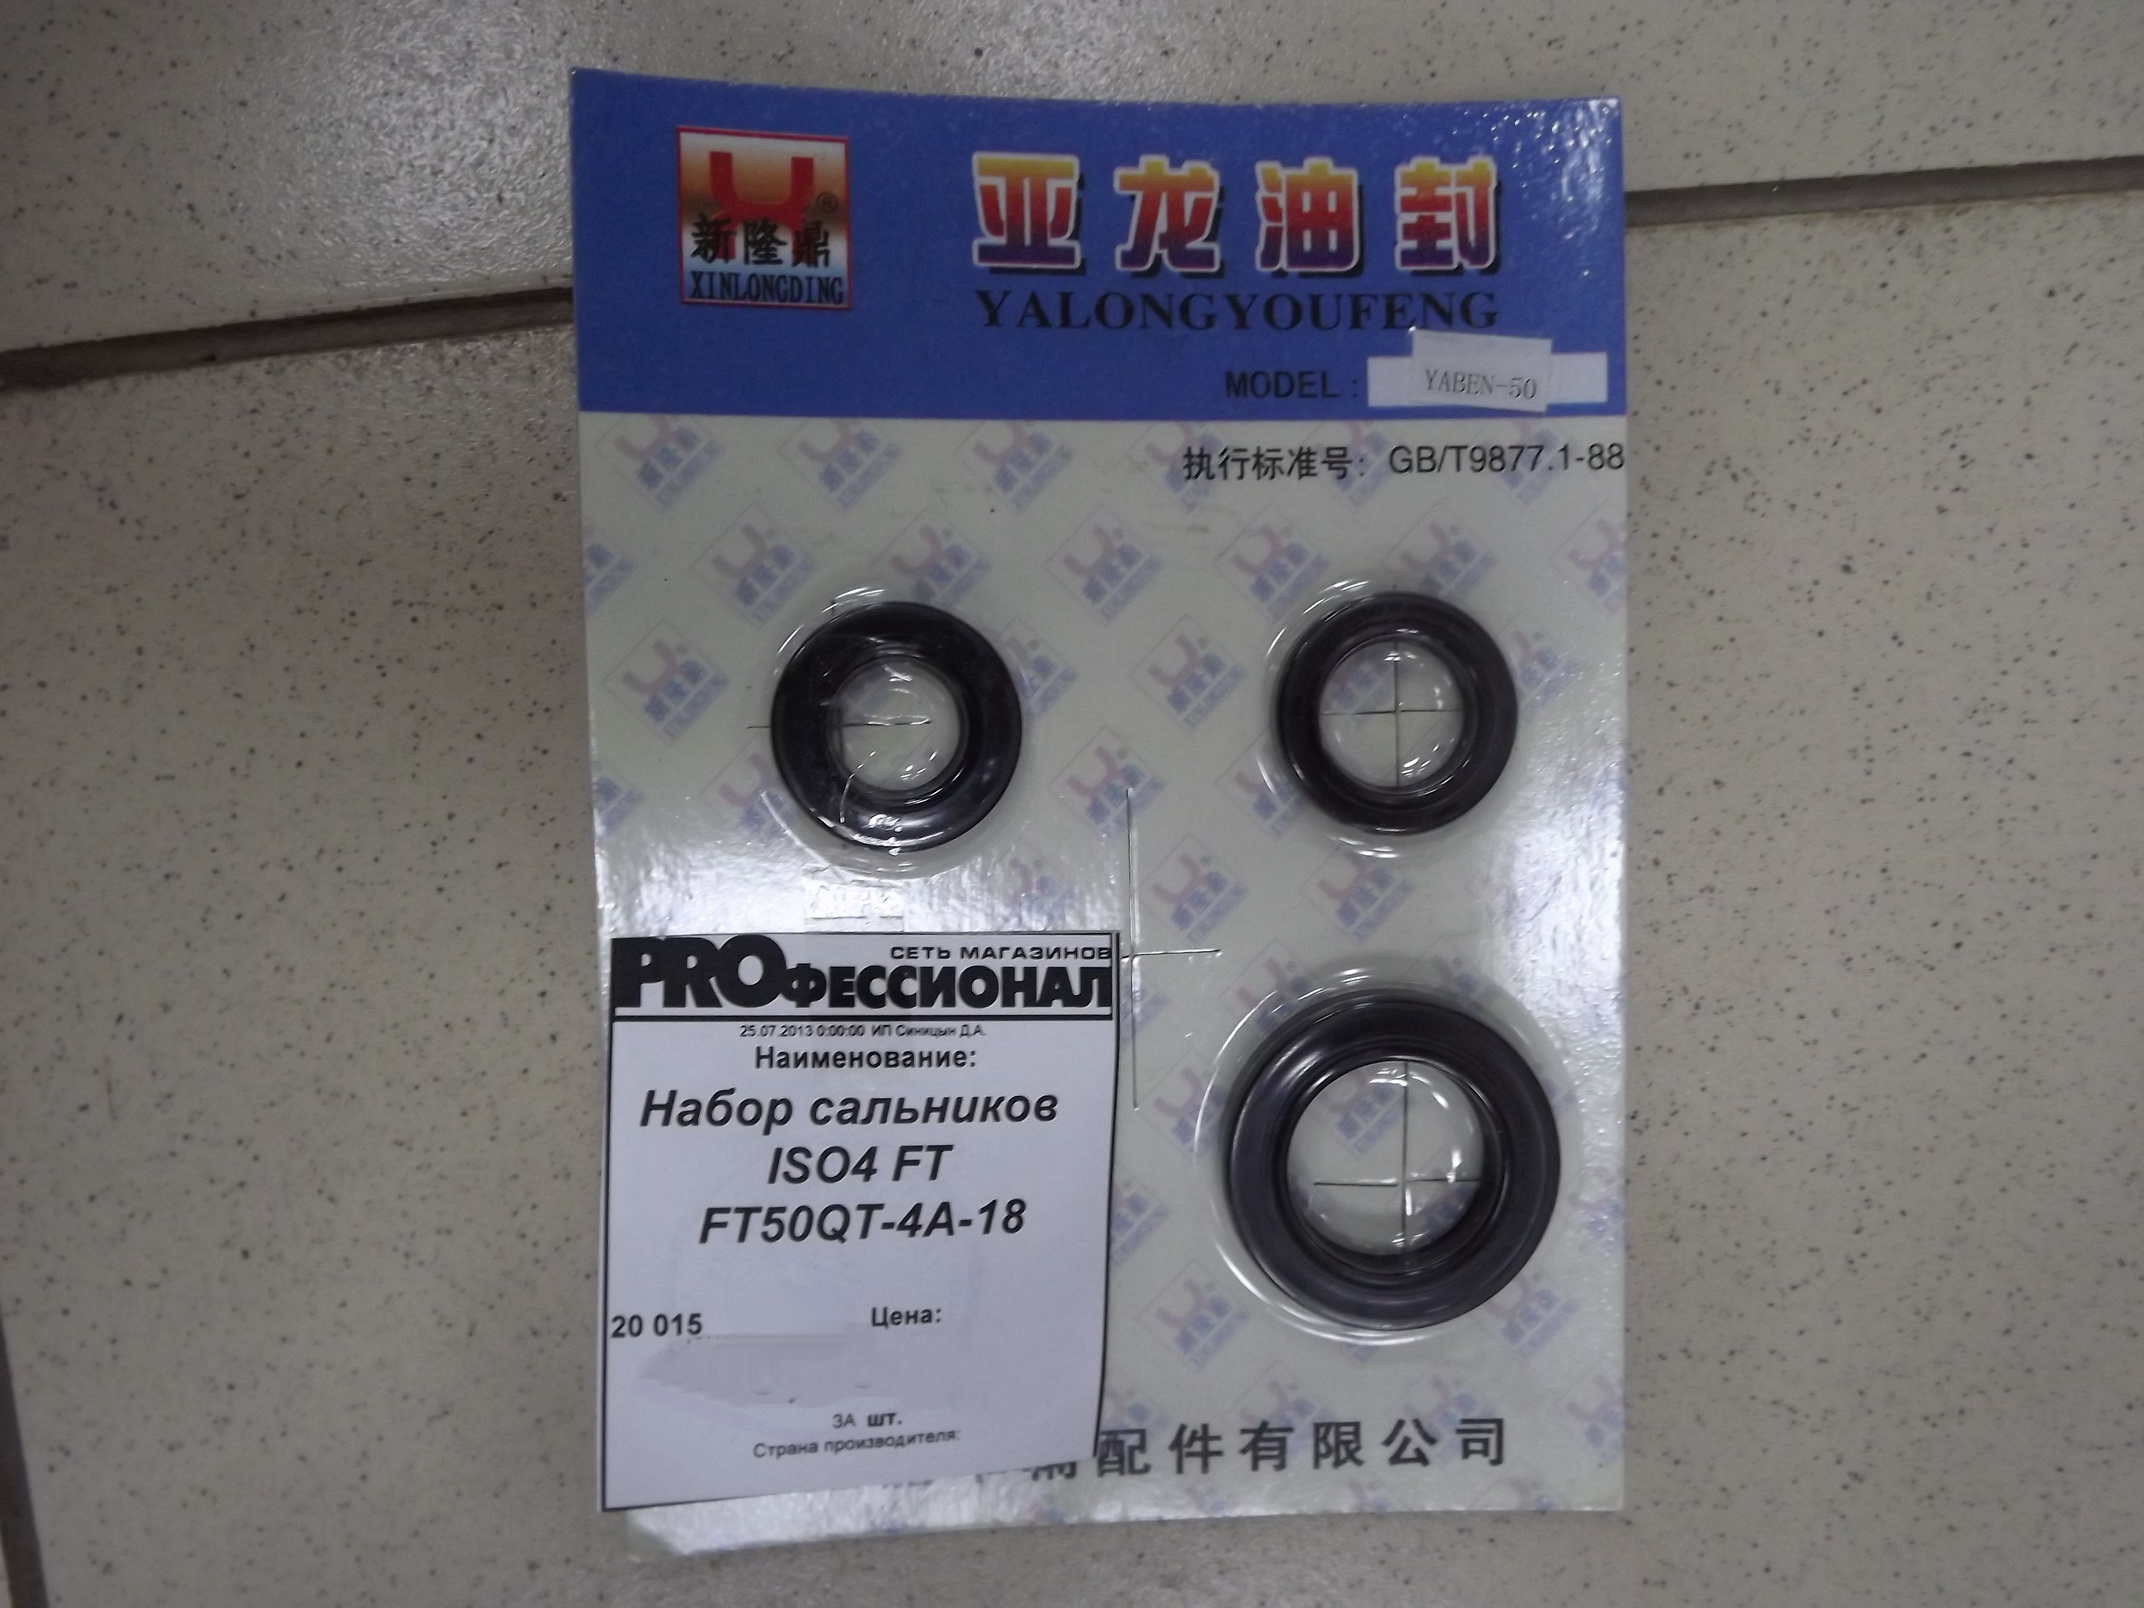 新隆鼎®
XINLONGDING
亚龙油封
YALONGYOUFENG
MODEL: YABEN-50
执行标准号: GB/T9877.1-88
СЕТЬ МАГАЗИНОВ
PROФЕССИОНАЛ
25.07.2013 0:00:00 ИП Синицын Д.А.
Наименование:
Набор сальников
ISO4 FT
FT50QT-4A-18
20 015
Цена:
ЗА шт.
Страна производителя:
配件有限公司